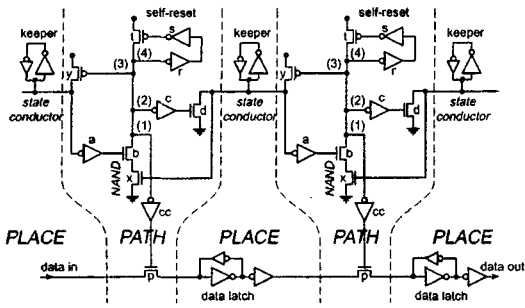 self-reset self-reset
keeper keeper keeper
t s t s
(4) (4)
y (3) r y (3) r
state conductor (2) c d state conductor (2) c d state conductor
(1) (1)
a b a b
NAND x NAND x
cc cc
PLACE PATH PLACE PATH PLACE
data in p p data out
data latch data latch